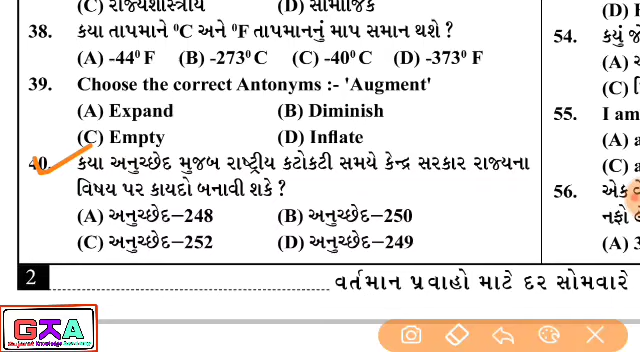 (C) રાજ્યશાસ્ત્રીય (D) સામાજિક
38. કયા તાપમાને ⁰C અને ⁰F તાપમાનનું માપ સમાન થશે ?
(A) -44⁰ F (B) -273⁰ C (C) -40⁰ C (D) -373⁰ F
39. Choose the correct Antonyms :- 'Augment'
(A) Expand (B) Diminish
(C) Empty (D) Inflate
40. કયા અનુચ્છેદ મુજબ રાષ્ટ્રીય કટોકટી સમયે કેન્દ્ર સરકાર રાજ્યના
વિષય પર કાયદો બનાવી શકે ?
(A) અનુચ્છેદ–248 (B) અનુચ્છેદ–250
(C) અનુચ્છેદ–252 (D) અનુચ્છેદ–249
2 વર્તમાન પ્રવાહો માટે દર સોમવારે
(D) I
54. કયું જો
(A)
(C)
55. I am
(A) a
(C) a
56. એક
નફો
(A) 3
GKA